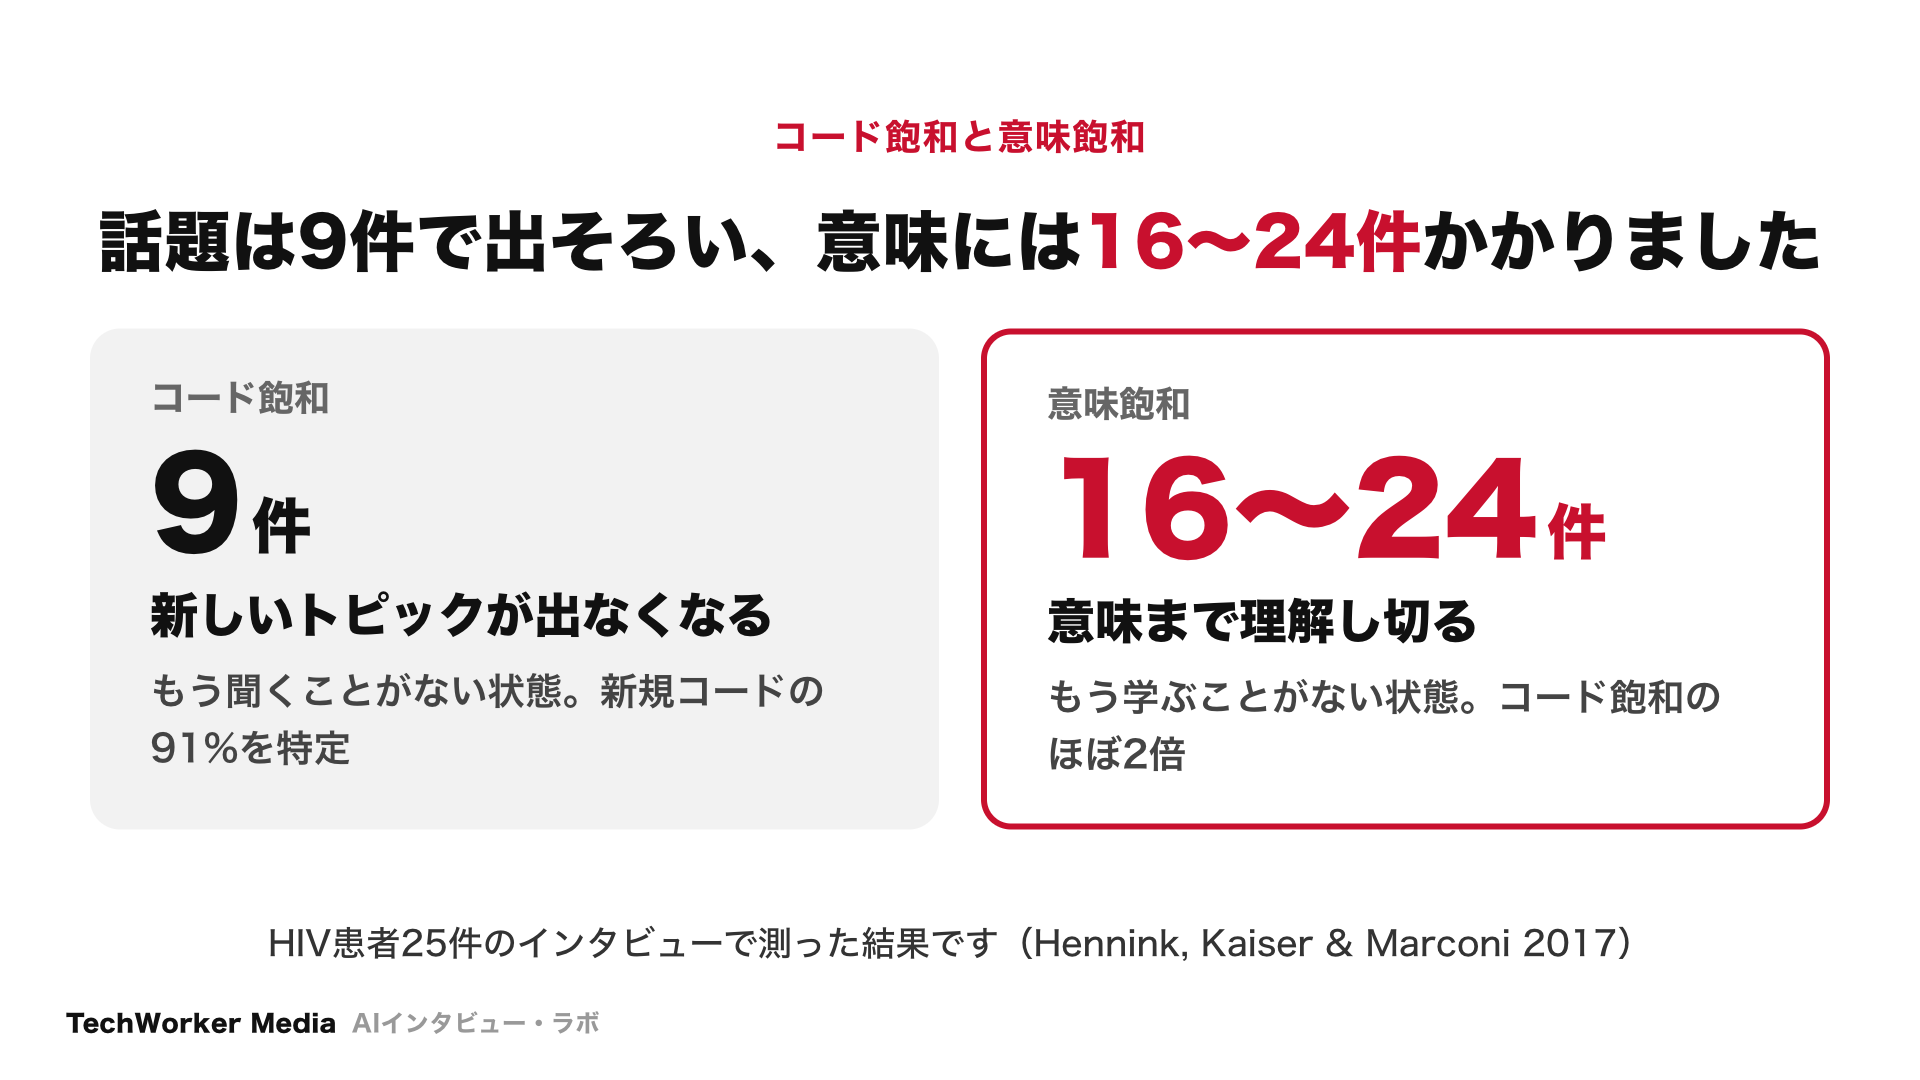 コード飽和と意味飽和
話題は9件で出そろい、意味には16〜24件かかりました
コード飽和
9件
新しいトピックが出なくなる
もう聞くことがない状態。新規コードの
91%を特定
意味飽和
16〜24件
意味まで理解し切る
もう学ぶことがない状態。コード飽和の
ほぼ2倍
HIV患者25件のインタビューで測った結果です（Hennink, Kaiser & Marconi 2017）
TechWorker Media AIインタビュー・ラボ